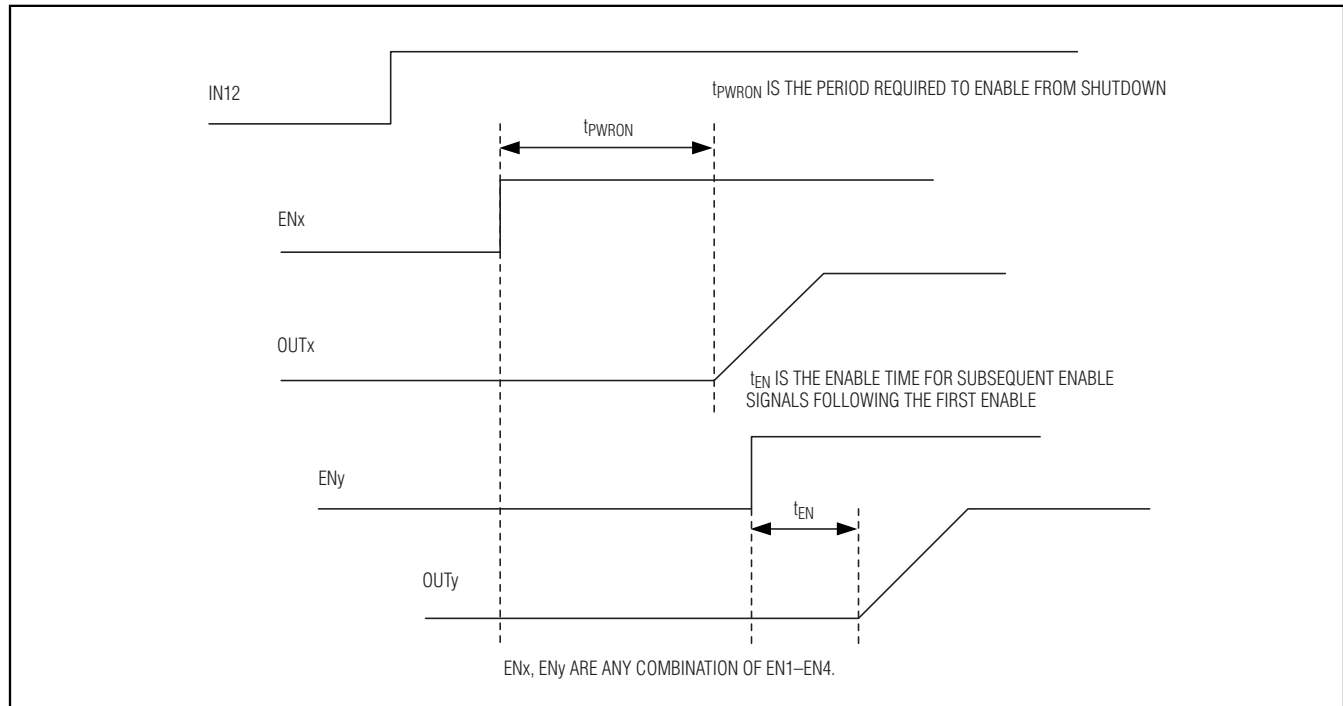 IN12
tPWRON IS THE PERIOD REQUIRED TO ENABLE FROM SHUTDOWN
tPWRON
ENx
OUTx
tEN IS THE ENABLE TIME FOR SUBSEQUENT ENABLE
SIGNALS FOLLOWING THE FIRST ENABLE
ENy
tEN
OUTy
ENx, ENy ARE ANY COMBINATION OF EN1–EN4.